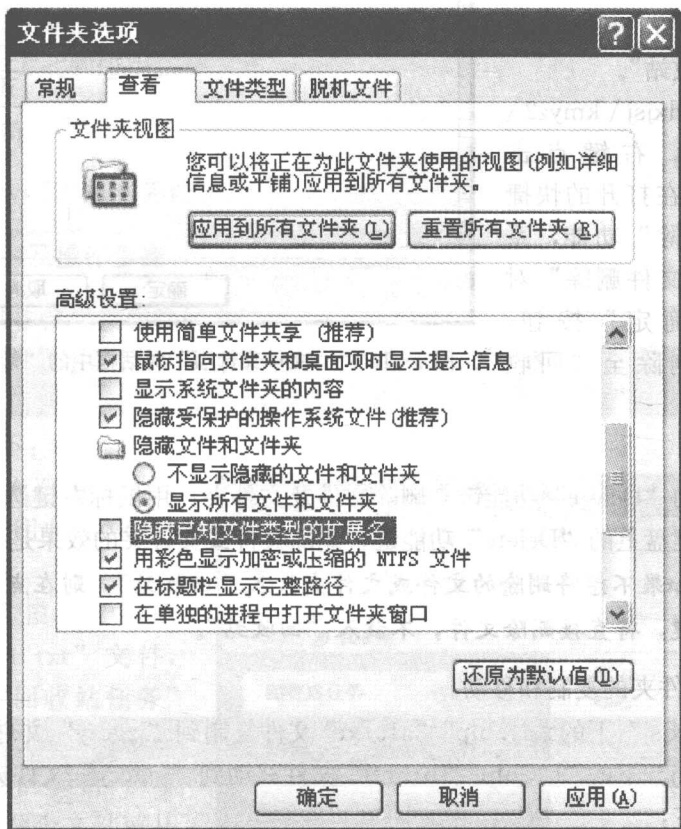 文件夹选项
常规 查看 文件类型 脱机文件
文件夹视图
您可以将正在为此文件夹使用的视图(例如详细
信息或平铺)应用到所有文件夹。
应用到所有文件夹(L) 重置所有文件夹(R)
高级设置:
使用简单文件共享 (推荐)
鼠标指向文件夹和桌面项时显示提示信息
显示系统文件夹的内容
隐藏受保护的操作系统文件(推荐)
隐藏文件和文件夹
不显示隐藏的文件和文件夹
显示所有文件和文件夹
隐藏已知文件类型的扩展名
用彩色显示加密或压缩的 NTFS 文件
在标题栏显示完整路径
在单独的进程中打开文件夹窗口
还原为默认值(D)
确定 取消 应用(A)